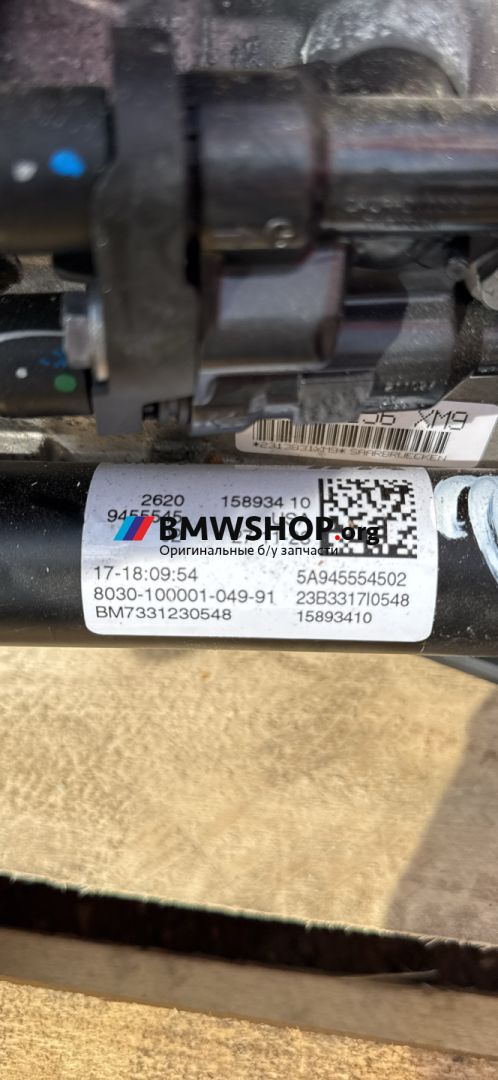 J6 XM9
*2312831XM9* SAARBRUECKEN
2620 158934 10
9455545
BMWSHOP.org
Оригинальные б/у запчасти
17-18:09:54 5A945554502
8030-100001-049-91 23B3317I0548
BM7331230548 15893410